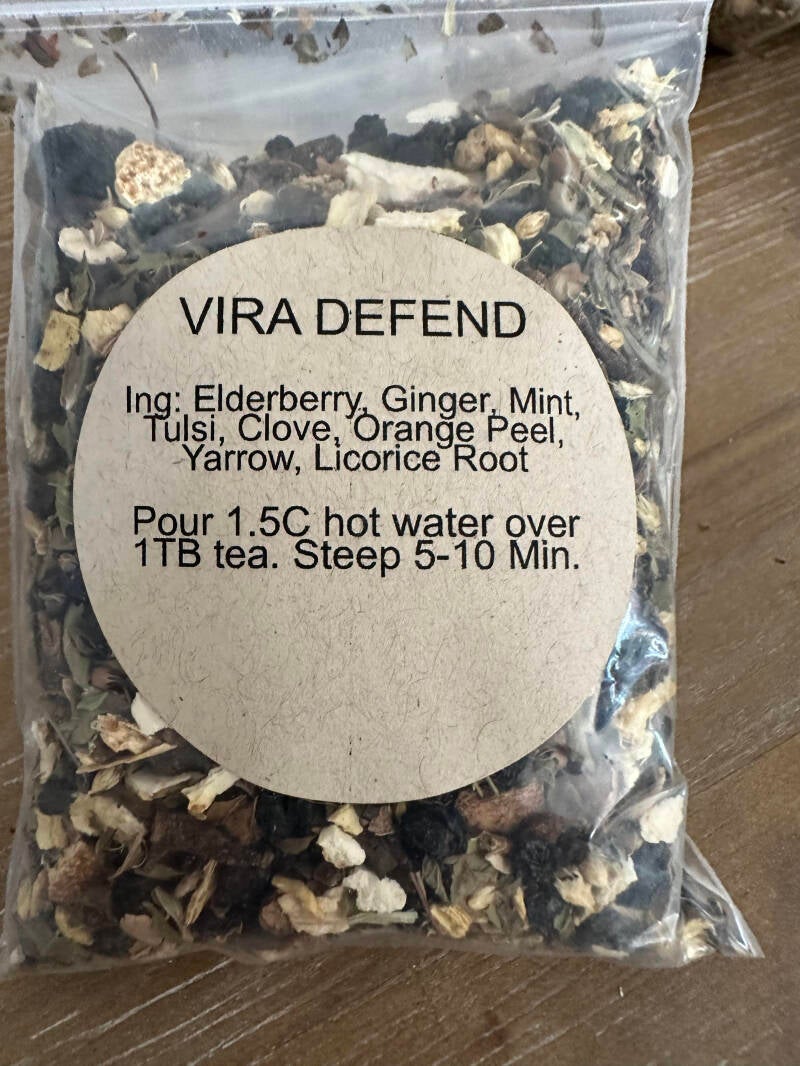 VIRA DEFEND
Ing: Elderberry, Ginger, Mint,
Tulsi, Clove, Orange Peel,
Yarrow, Licorice Root
Pour 1.5C hot water over
1TB tea. Steep 5-10 Min.